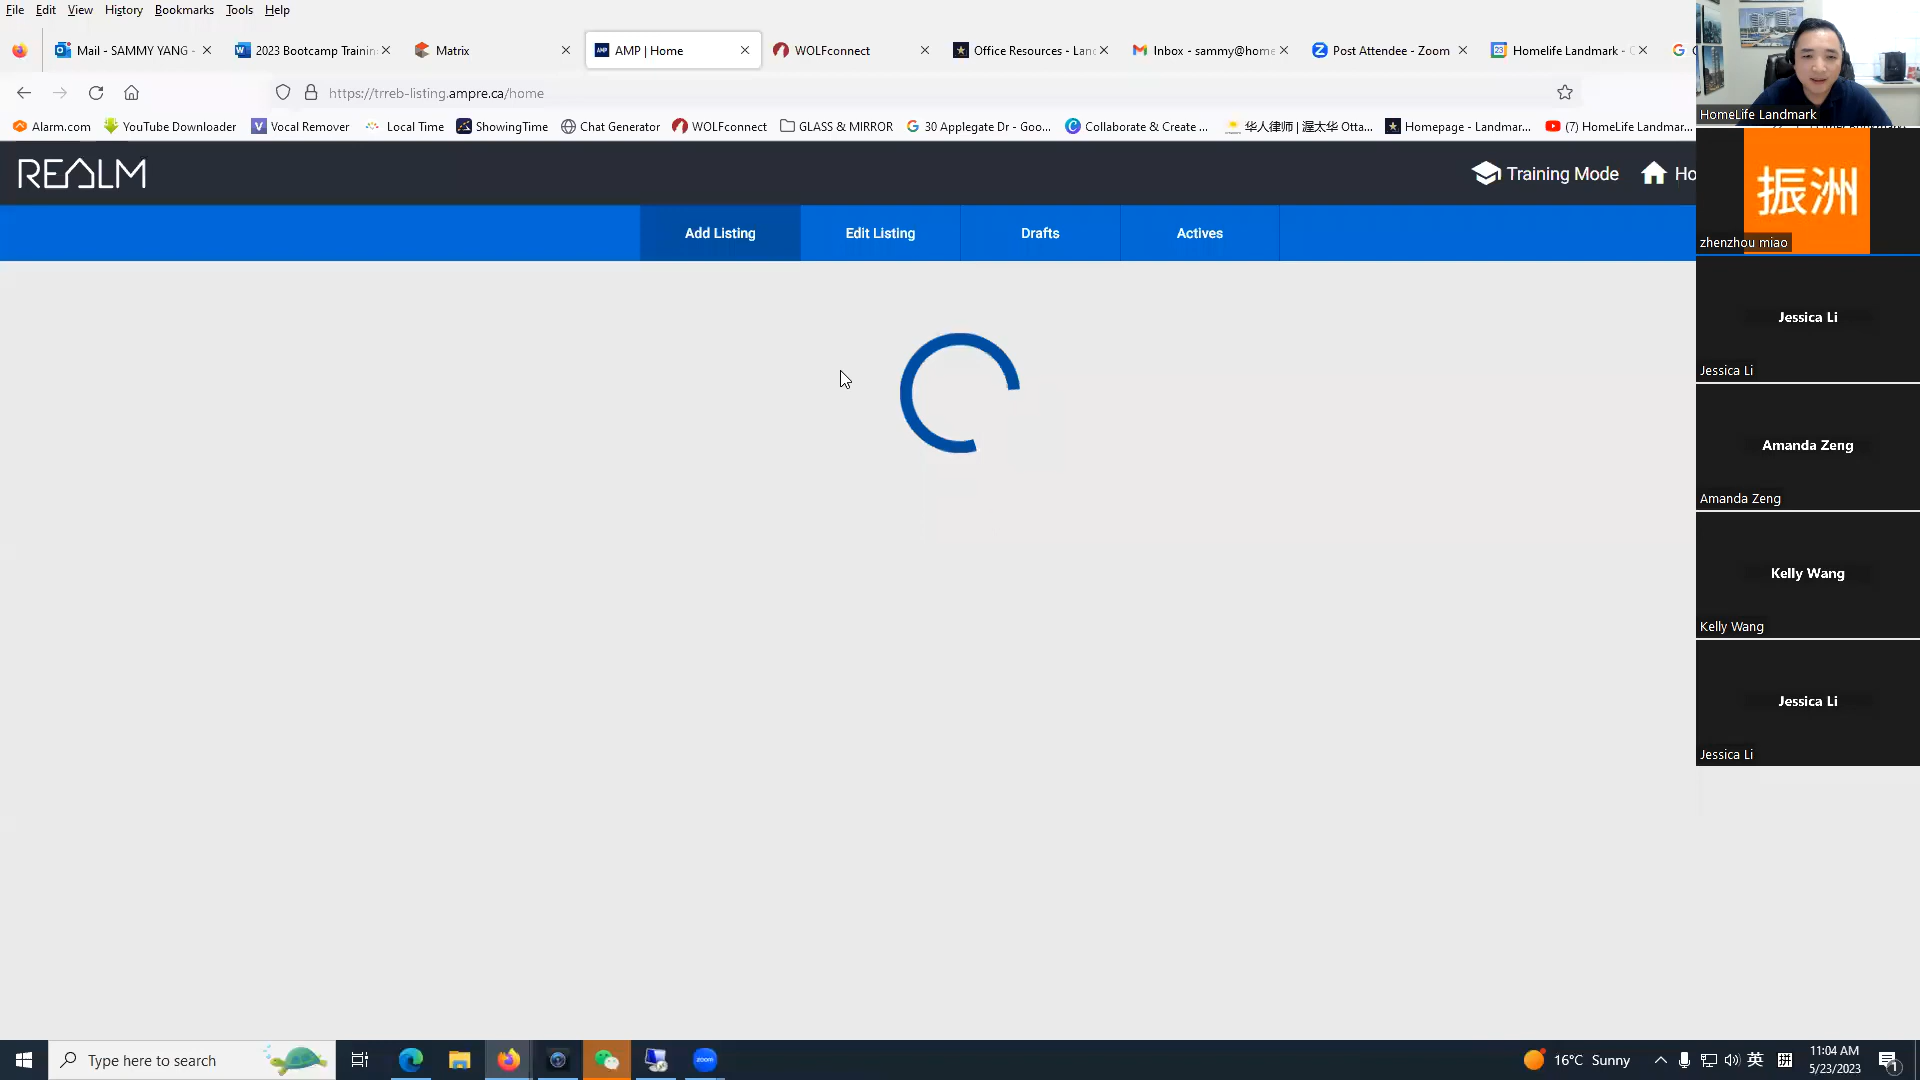 File Edit View History Bookmarks Tools Help
Mail - SAMMY YANG -
2023 Bootcamp Trainin
Matrix
AMP | Home
WOLFconnect
Office Resources - Lan
Inbox - sammy@home
Post Attendee - Zoom
Homelife Landmark -
https://trreb-listing.ampre.ca/home
Alarm.com YouTube Downloader Vocal Remover Local Time ShowingTime Chat Generator WOLFconnect GLASS & MIRROR 30 Applegate Dr - Goo... Collaborate & Create ... 华人律师 | 渥太华 Otta... Homepage - Landmar... (7) HomeLife Landmar...
REALM
Training Mode Ho
Add Listing Edit Listing Drafts Actives
HomeLife Landmark
振洲
zhenzhou miao
Jessica Li
Jessica Li
Amanda Zeng
Amanda Zeng
Kelly Wang
Kelly Wang
Jessica Li
Jessica Li
Type here to search
zoom
16°C Sunny
英
拼
11:04 AM
5/23/2023
1